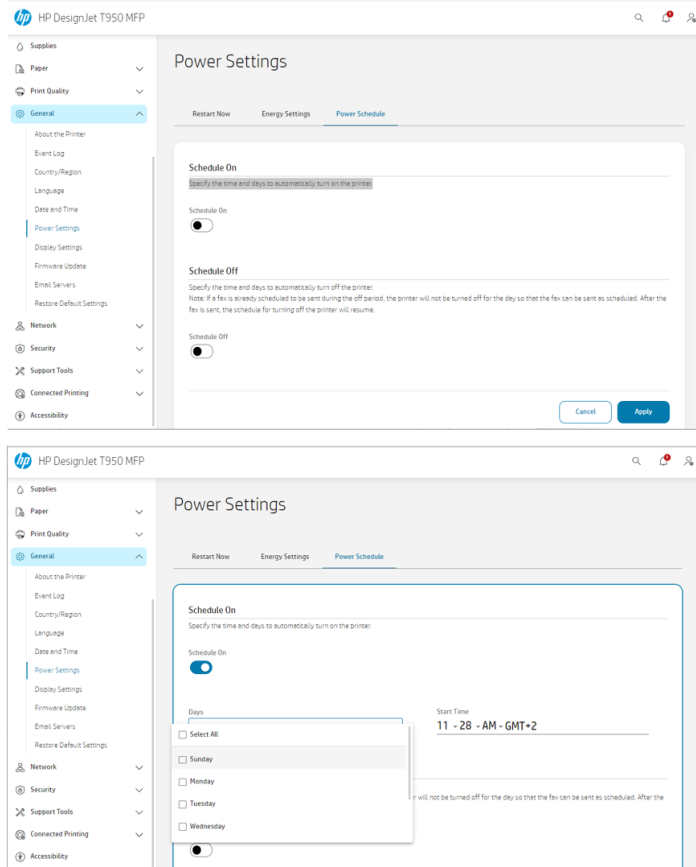 hp HP DesignJet T950 MFP
Supplies
Paper
Print Quality
General
About the Printer
Event Log
Country/Region
Language
Date and Time
Power Settings
Display Settings
Firmware Update
Email Servers
Restore Default Settings
Network
Security
Support Tools
Connected Printing
Accessibility
Power Settings
Restart Now Energy Settings Power Schedule
Schedule On
Specify the time and days to automatically turn on the printer.
Schedule On
Schedule Off
Specify the time and days to automatically turn off the printer.
Note: If a fax is already scheduled to be sent during the off period, the printer will not be turned off for the day so that the fax can be sent as scheduled. After the
fax is sent, the schedule for turning off the printer will resume.
Schedule Off
Cancel Apply
hp HP DesignJet T950 MFP
Supplies
Paper
Print Quality
General
About the Printer
Event Log
Country/Region
Language
Date and Time
Power Settings
Display Settings
Firmware Update
Email Servers
Restore Default Settings
Network
Security
Support Tools
Connected Printing
Accessibility
Power Settings
Restart Now Energy Settings Power Schedule
Schedule On
Specify the time and days to automatically turn on the printer.
Schedule On
Days Start Time
11 - 28 - AM - GMT+2
Select All
Sunday
Monday
Tuesday
Wednesday
will not be turned off for the day so that the fax can be sent as scheduled. After the